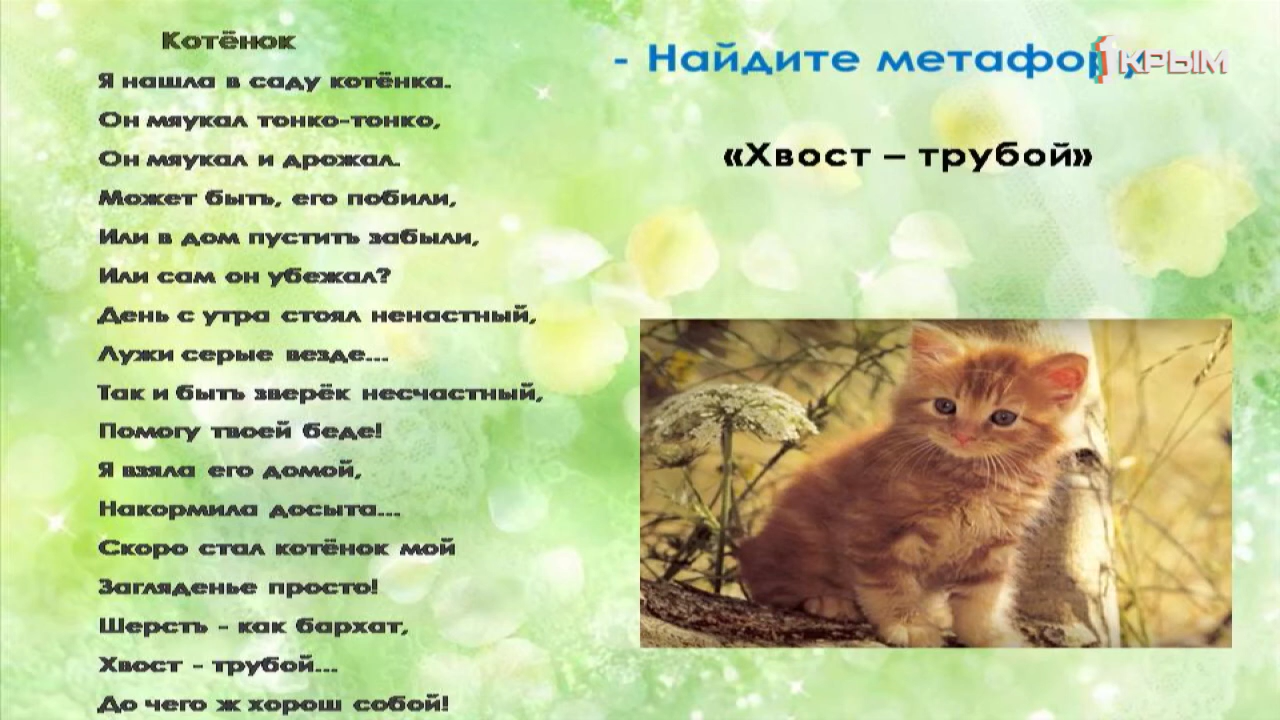 Котёнок
Я нашла в саду котёнка.
Он мяукал тонко-тонко,
Он мяукал и дрожал.
Может быть, его побили,
Или в дом пустить забыли,
Или сам он убежал?
День с утра стоял ненастный,
Лужи серые везде...
Так и быть зверёк несчастный,
Помогу твоей беде!
Я взяла его домой,
Накормила досыта...
Скоро стал котёнок мой
Загляденье просто!
Шерсть - как бархат,
Хвост - трубой...
До чего ж хорош собой!
- Найдите метафору
1 КРЫМ
«Хвост – трубой»